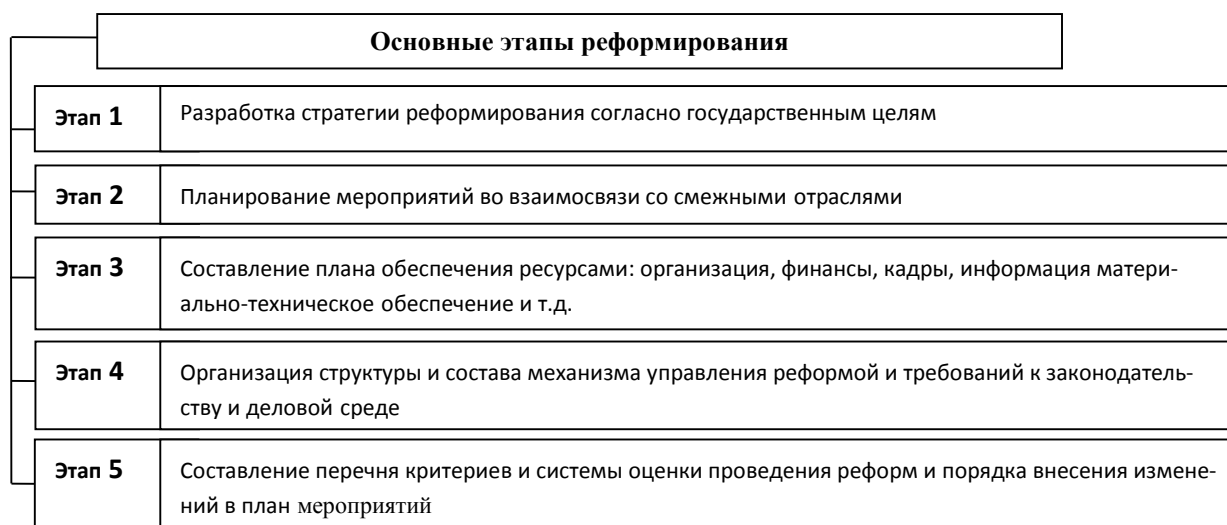 Основные этапы реформирования
Этап 1 Разработка стратегии реформирования согласно государственным целям
Этап 2 Планирование мероприятий во взаимосвязи со смежными отраслями
Этап 3 Составление плана обеспечения ресурсами: организация, финансы, кадры, информация матери-
ально-техническое обеспечение и т.д.
Этап 4 Организация структуры и состава механизма управления реформой и требований к законодатель-
ству и деловой среде
Этап 5 Составление перечня критериев и системы оценки проведения реформ и порядка внесения измене-
ний в план мероприятий